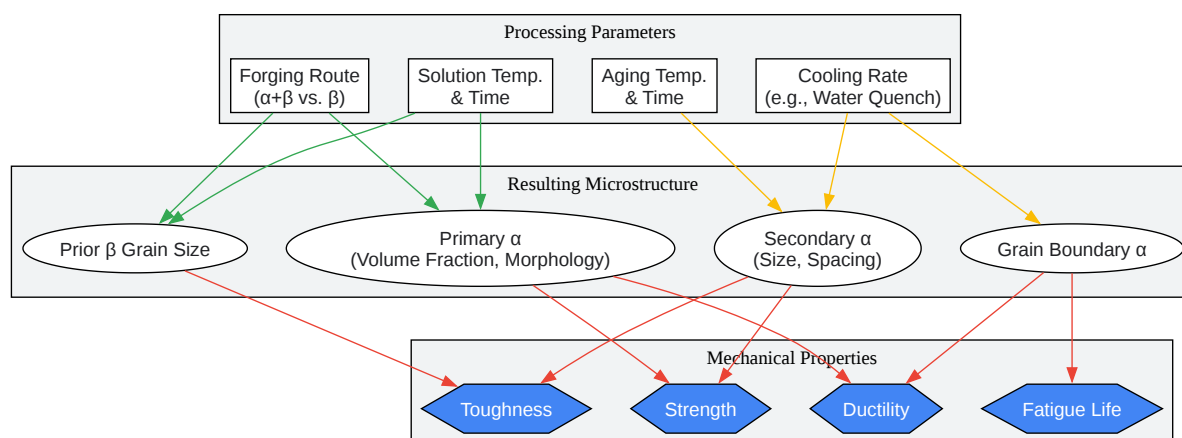 Processing Parameters
Forging Route
(α+β vs. β)
Solution Temp.
& Time
Aging Temp.
& Time
Cooling Rate
(e.g., Water Quench)
Resulting Microstructure
Prior β Grain Size
Primary α
(Volume Fraction, Morphology)
Secondary α
(Size, Spacing)
Grain Boundary α
Mechanical Properties
Toughness
Strength
Ductility
Fatigue Life